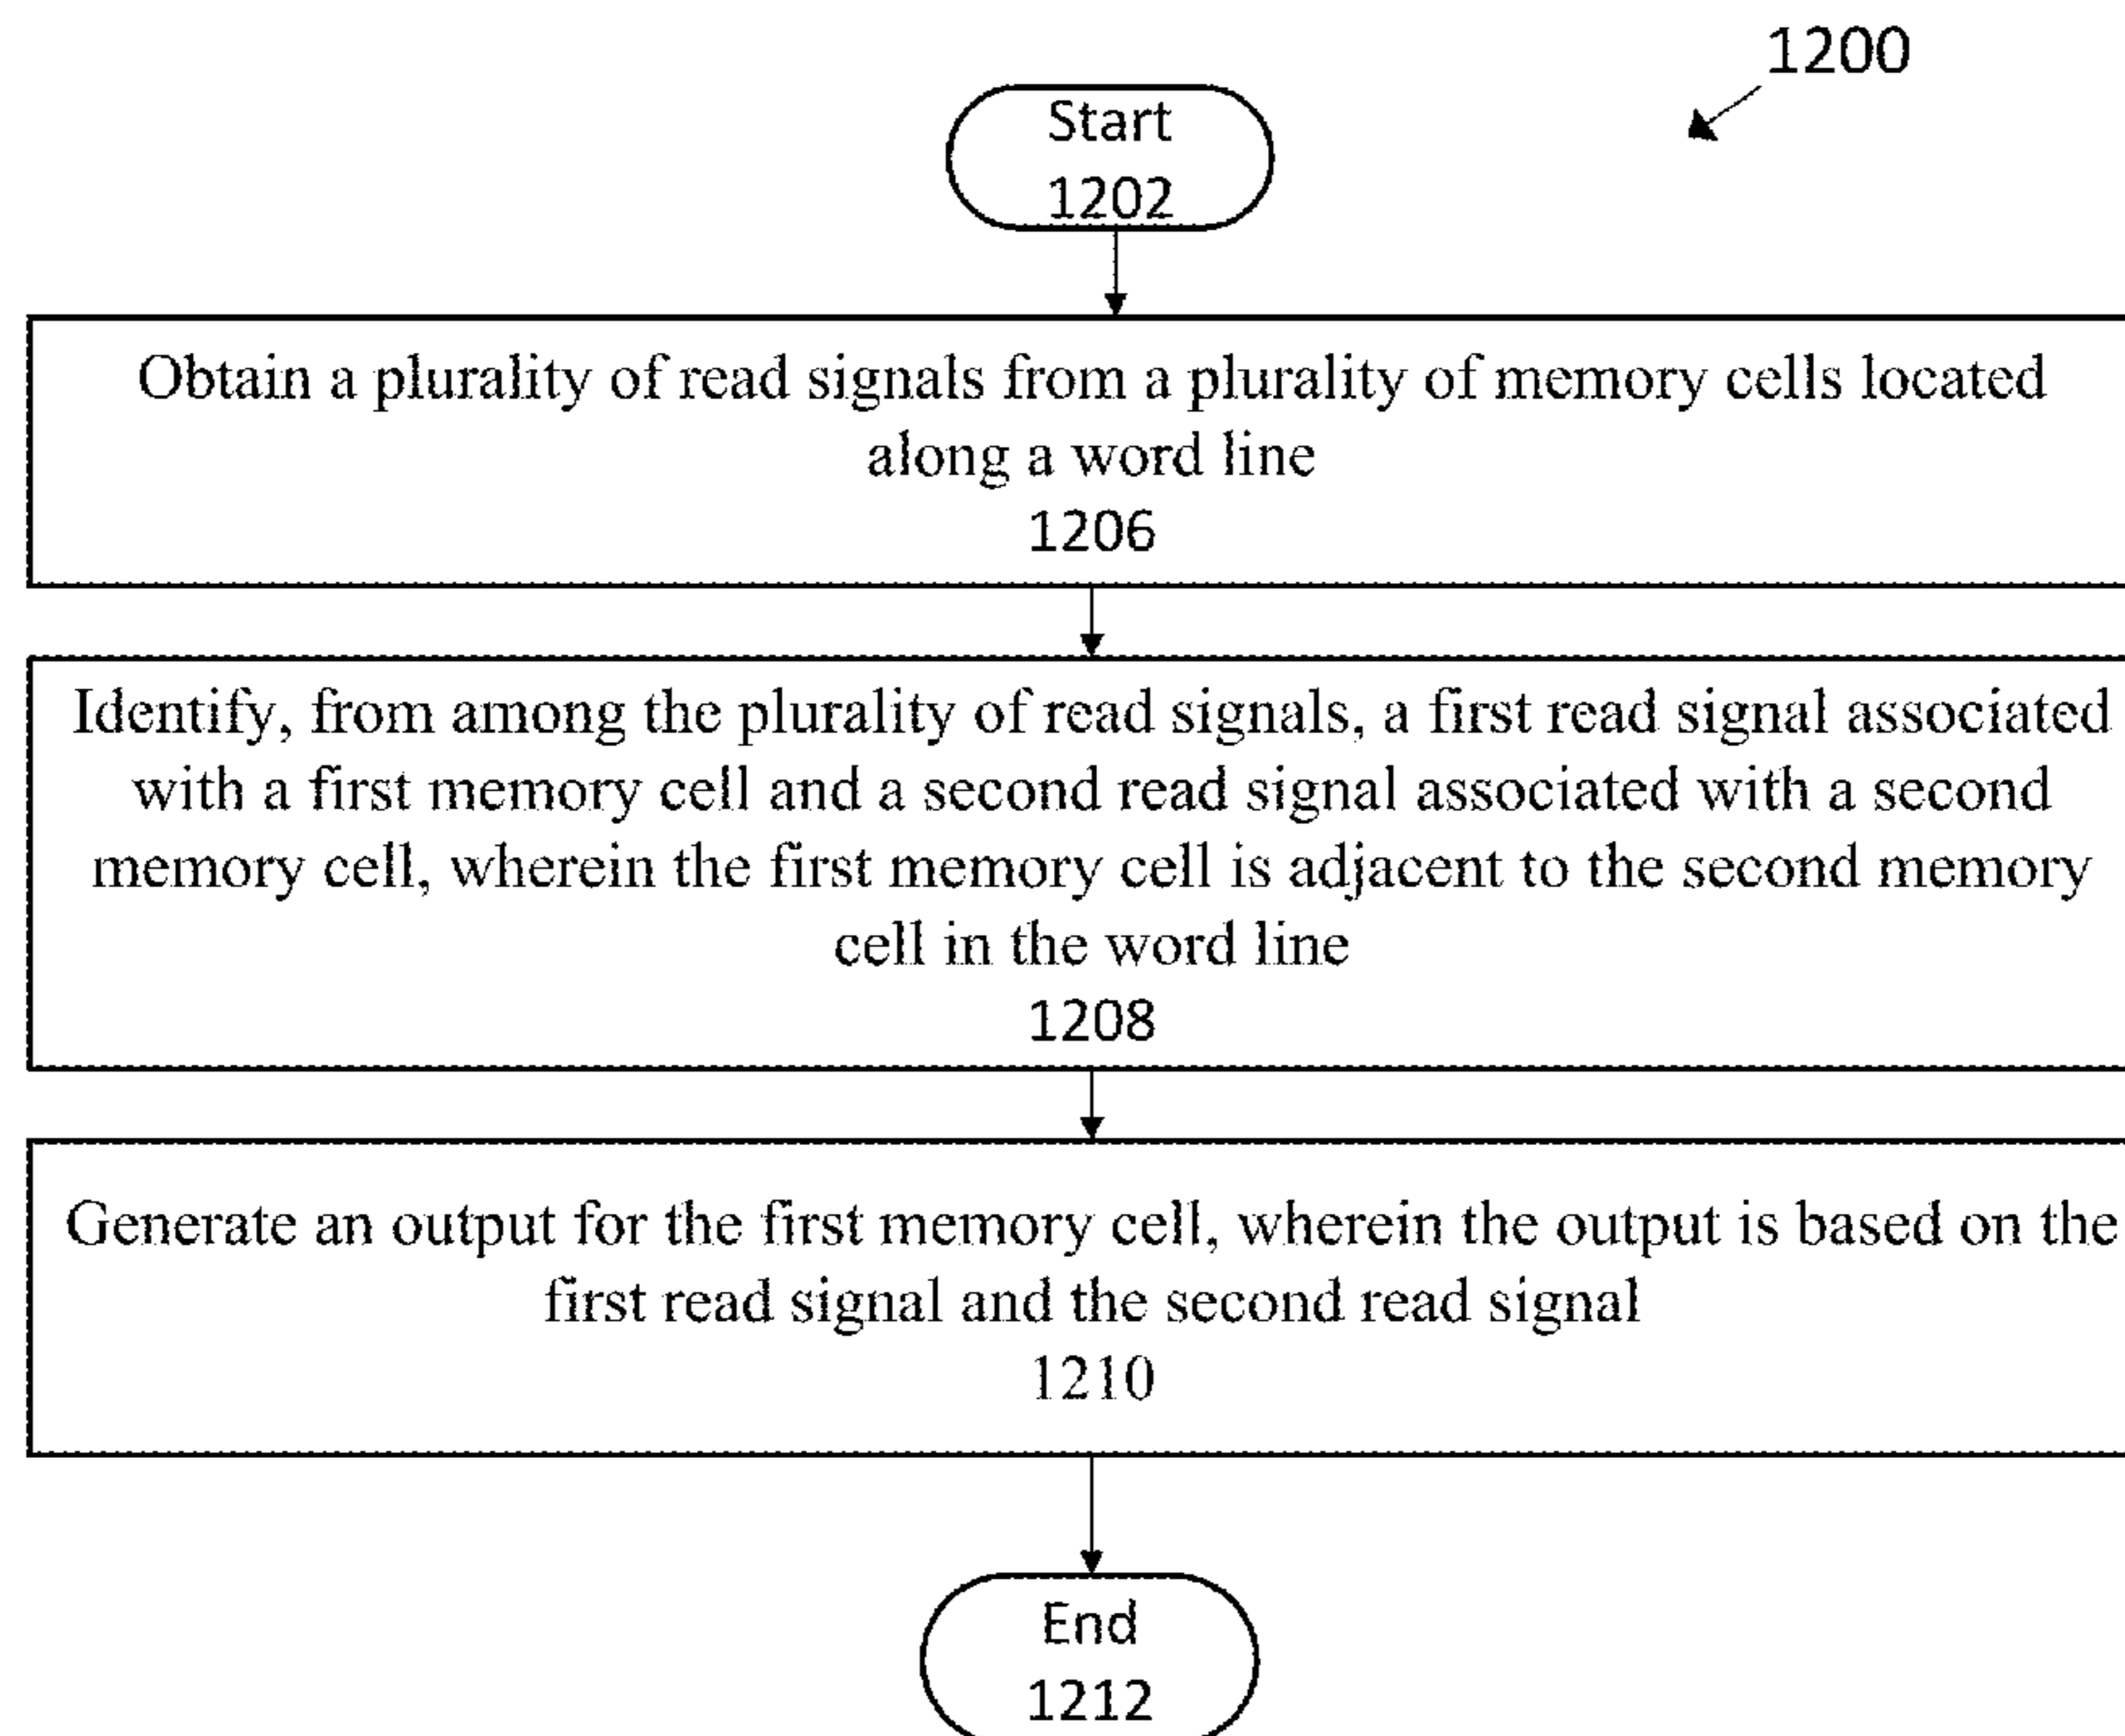 1200
Start
1202
Obtain a plurality of read signals from a plurality of memory cells located
along a word line
1206
Identify, from among the plurality of read signals, a first read signal associated
with a first memory cell and a second read signal associated with a second
memory cell, wherein the first memory cell is adjacent to the second memory
cell in the word line
1208
Generate an output for the first memory cell, wherein the output is based on the
first read signal and the second read signal
1210
End
1212